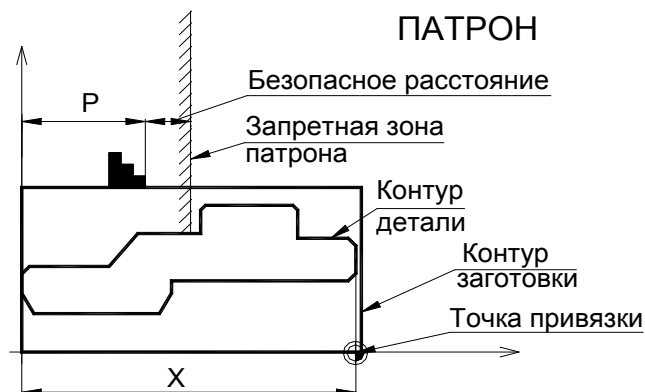 ПАТРОН
Безопасное расстояние
P
Запретная зона
патрона
Контур
детали
Контур
заготовки
Точка привязки
X